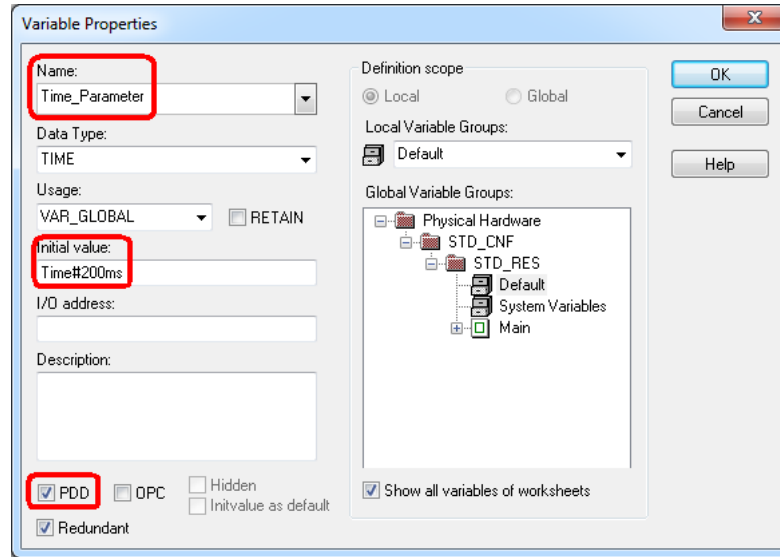 Variable Properties
Name:
Time_Parameter
Data Type:
TIME
Usage:
VAR_GLOBAL
RETAIN
Initial value:
Time#200ms
I/O address:
Description:
PDD
OPC
Hidden
Initvalue as default
Redundant
Definition scope
Local
Global
Local Variable Groups:
Default
Global Variable Groups:
Physical Hardware
STD_CNF
STD_RES
Default
System Variables
Main
Show all variables of worksheets
OK
Cancel
Help